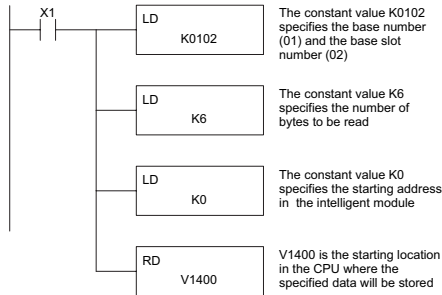 X1
LD
K0102
The constant value K0102
specifies the base number
(01) and the base slot
number (02)
LD
K6
The constant value K6
specifies the number of
bytes to be read
LD
K0
The constant value K0
specifies the starting address
in the intelligent module
RD
V1400
V1400 is the starting location
in the CPU where the
specified data will be stored